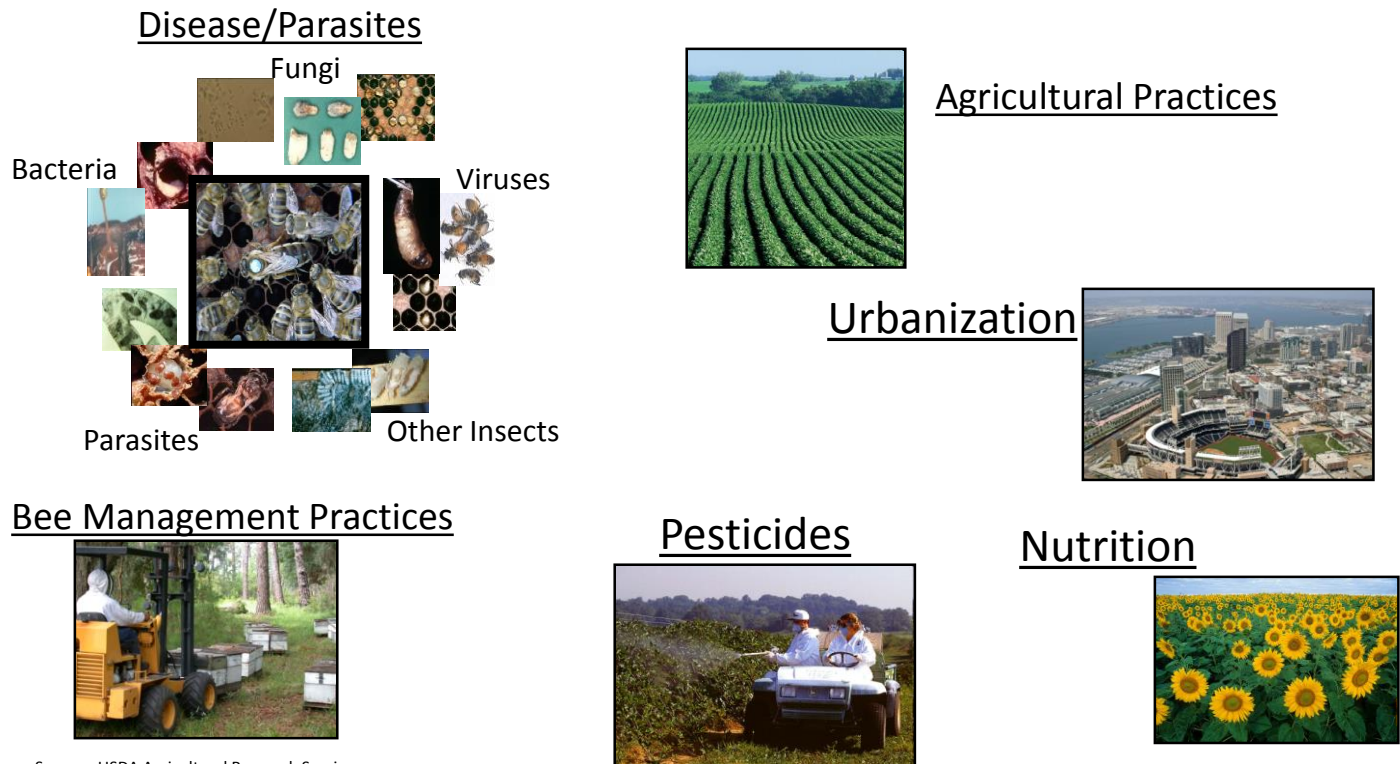 Disease/Parasites
Fungi
Bacteria
Viruses
Parasites
Other Insects
Agricultural Practices
Urbanization
Bee Management Practices
Pesticides
Nutrition